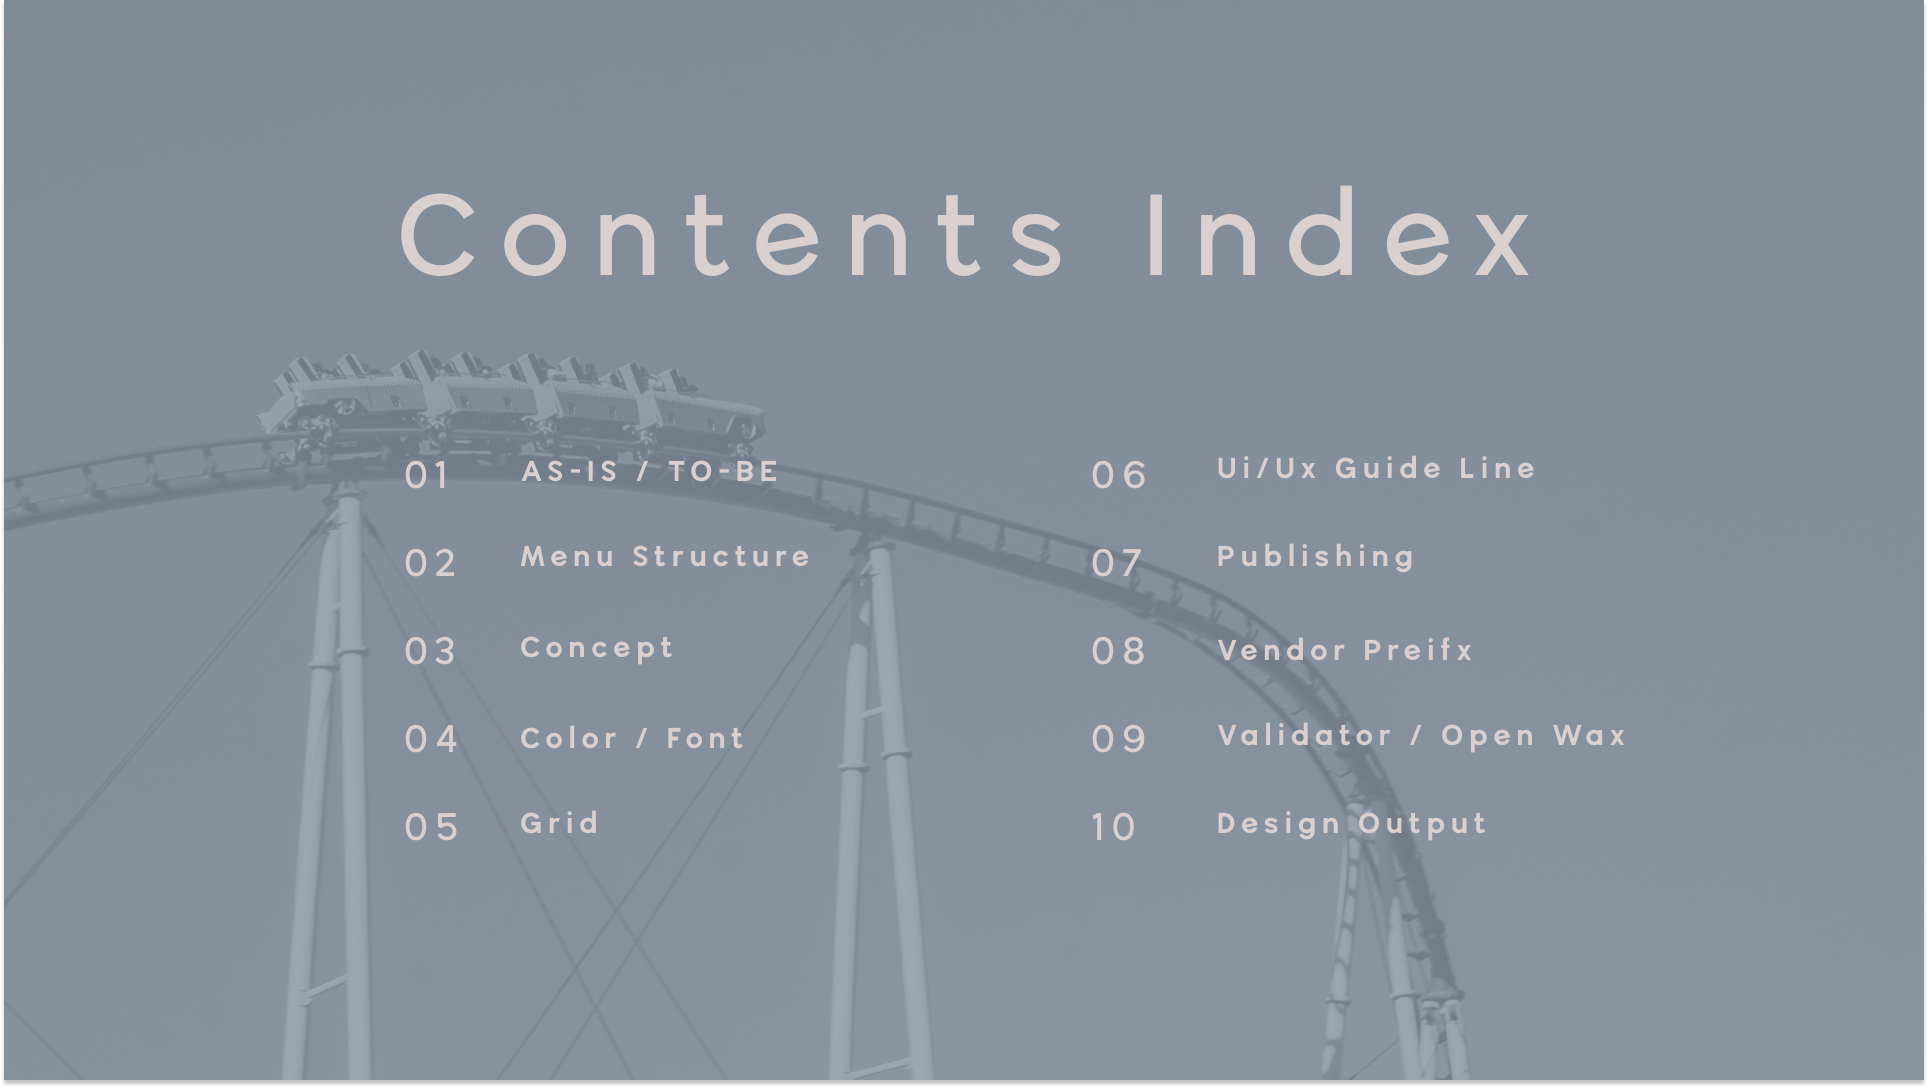 Contents Index
01 AS-IS / TO-BE
02 Menu Structure
03 Concept
04 Color / Font
05 Grid
06 Ui/Ux Guide Line
07 Publishing
08 Vendor Preifx
09 Validator / Open Wax
10 Design Output